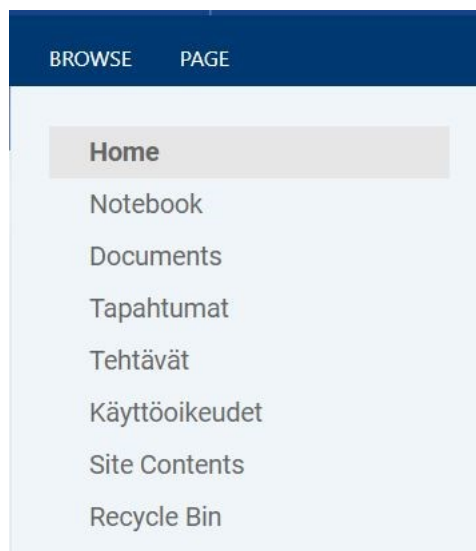 BROWSE PAGE
Home
Notebook
Documents
Tapahtumat
Tehtävät
Käyttöoikeudet
Site Contents
Recycle Bin